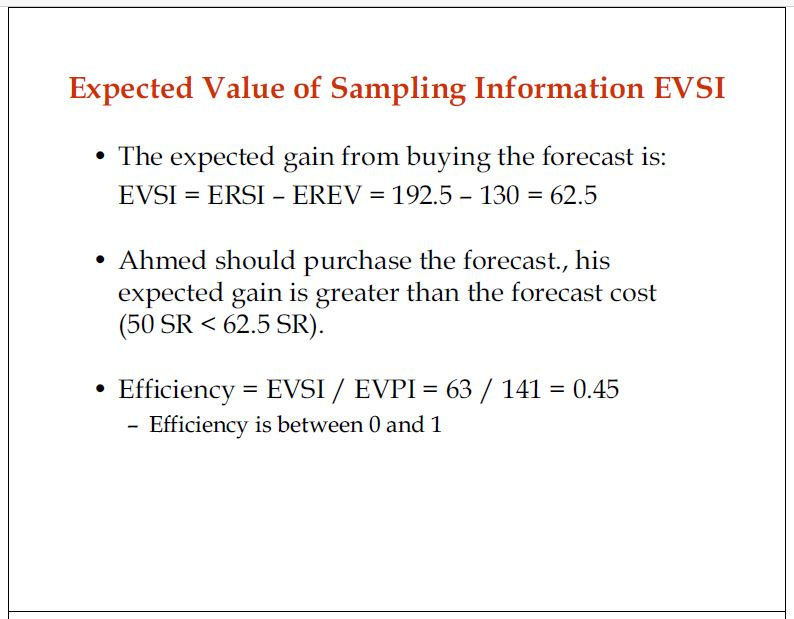 Expected Value of Sampling Information EVSI
• The expected gain from buying the forecast is:
EVSI = ERSI – EREV = 192.5 – 130 = 62.5
• Ahmed should purchase the forecast., his
expected gain is greater than the forecast cost
(50 SR < 62.5 SR).
• Efficiency = EVSI / EVPI = 63 / 141 = 0.45
– Efficiency is between 0 and 1